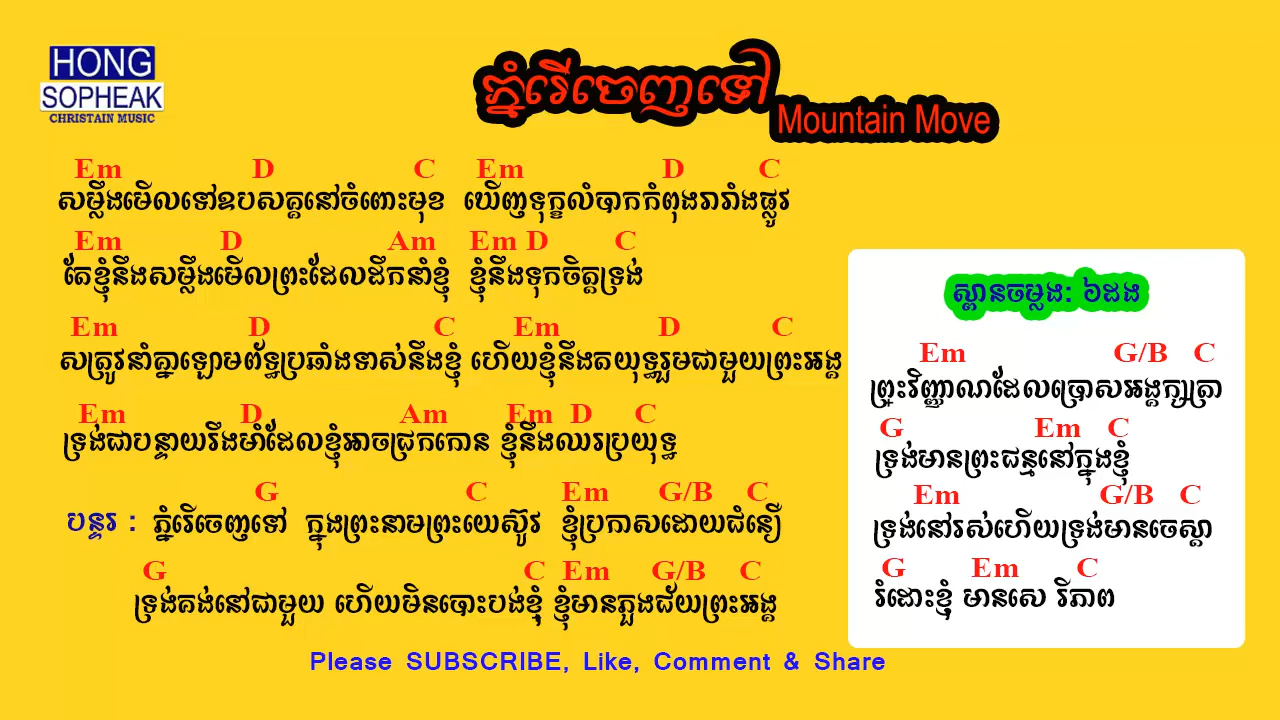 HONG
SOPHEAK
CHRISTAIN MUSIC
ភ្នំរើចេញទៅ
Mountain Move
Em D C Em D C
សម្លឹងមើលទៅឧបសគ្គនៅចំពោះមុខ ឃើញទុក្ខលំបាកកំពុងរារាំងផ្លូវ
Em D Am Em D C
តែខ្ញុំនឹងសម្លឹងមើលព្រះដែលដឹកនាំខ្ញុំ ខ្ញុំនឹងទុកចិត្តទ្រង់
Em D C Em D C
សត្រូវនាំគ្នាឡោមព័ទ្ធប្រឆាំងទាស់នឹងខ្ញុំ ហើយខ្ញុំនឹងតយុទ្ធរួមជាមួយព្រះអង្គ
Em D Am Em D C
ទ្រង់ជាបន្ទាយរឹងមាំដែលខ្ញុំអាចជ្រកកោន ខ្ញុំនឹងឈរប្រយុទ្ធ
G C Em G/B C
បន្ទរ : ភ្នំរើចេញទៅ ក្នុងព្រះនាមព្រះយេស៊ូវ ខ្ញុំប្រកាសដោយជំនឿ
G C Em G/B C
ទ្រង់គង់នៅជាមួយ ហើយមិនបោះបង់ខ្ញុំ ខ្ញុំមានភួងជ័យព្រះអង្គ
ស្ពានចម្លង: ៦ដង
Em G/B C
ព្រះវិញ្ញាណដែលប្រោសអង្គក្សត្រា
G Em C
ទ្រង់មានព្រះជន្មនៅក្នុងខ្ញុំ
Em G/B C
ទ្រង់នៅរស់ហើយទ្រង់មានចេស្តា
G Em C
រំដោះខ្ញុំ មានសេ រីភាព
Please SUBSCRIBE, Like, Comment & Share